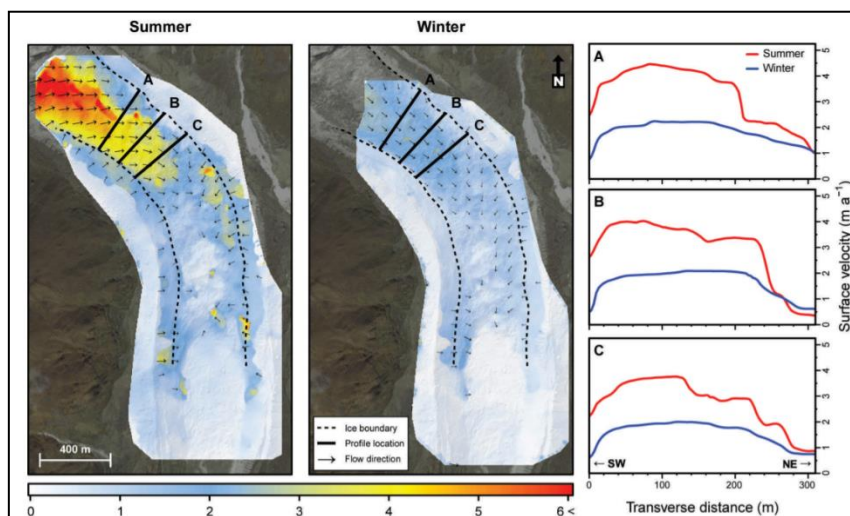 Summer
Winter
A
B
C
400 m
A
B
C
N
Ice boundary
Profile location
Flow direction
0 1 2 3 4 5 6 <
A
Summer
Winter
0 1 2 3 4 5
B
0 1 2 3 4 5
Surface velocity (m a⁻¹)
C
0 1 2 3 4 5
← SW
NE →
0 100 200 300
Transverse distance (m)